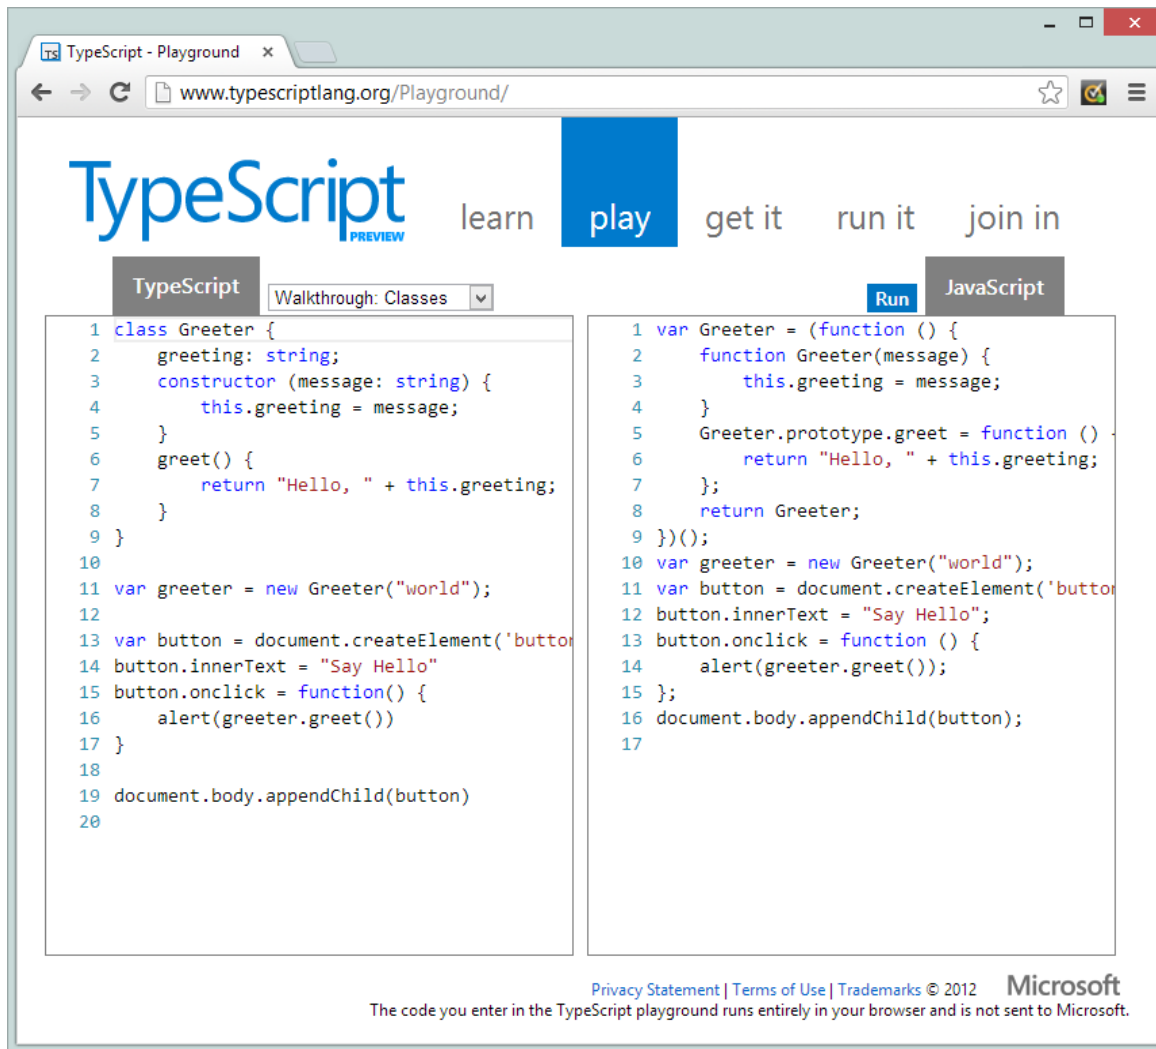 TypeScript - Playground
www.typescriptlang.org/Playground/
TypeScript
PREVIEW
learn play get it run it join in
TypeScript Walkthrough: Classes
Run JavaScript
1 class Greeter {
2     greeting: string;
3     constructor (message: string) {
4         this.greeting = message;
5     }
6     greet() {
7         return "Hello, " + this.greeting;
8     }
9 }
10
11 var greeter = new Greeter("world");
12
13 var button = document.createElement('button
14 button.innerText = "Say Hello"
15 button.onclick = function() {
16     alert(greeter.greet())
17 }
18
19 document.body.appendChild(button)
20
1 var Greeter = (function () {
2     function Greeter(message) {
3         this.greeting = message;
4     }
5     Greeter.prototype.greet = function () {
6         return "Hello, " + this.greeting;
7     };
8     return Greeter;
9 })();
10 var greeter = new Greeter("world");
11 var button = document.createElement('button
12 button.innerText = "Say Hello";
13 button.onclick = function () {
14     alert(greeter.greet());
15 };
16 document.body.appendChild(button);
17
Privacy Statement | Terms of Use | Trademarks © 2012 Microsoft
The code you enter in the TypeScript playground runs entirely in your browser and is not sent to Microsoft.